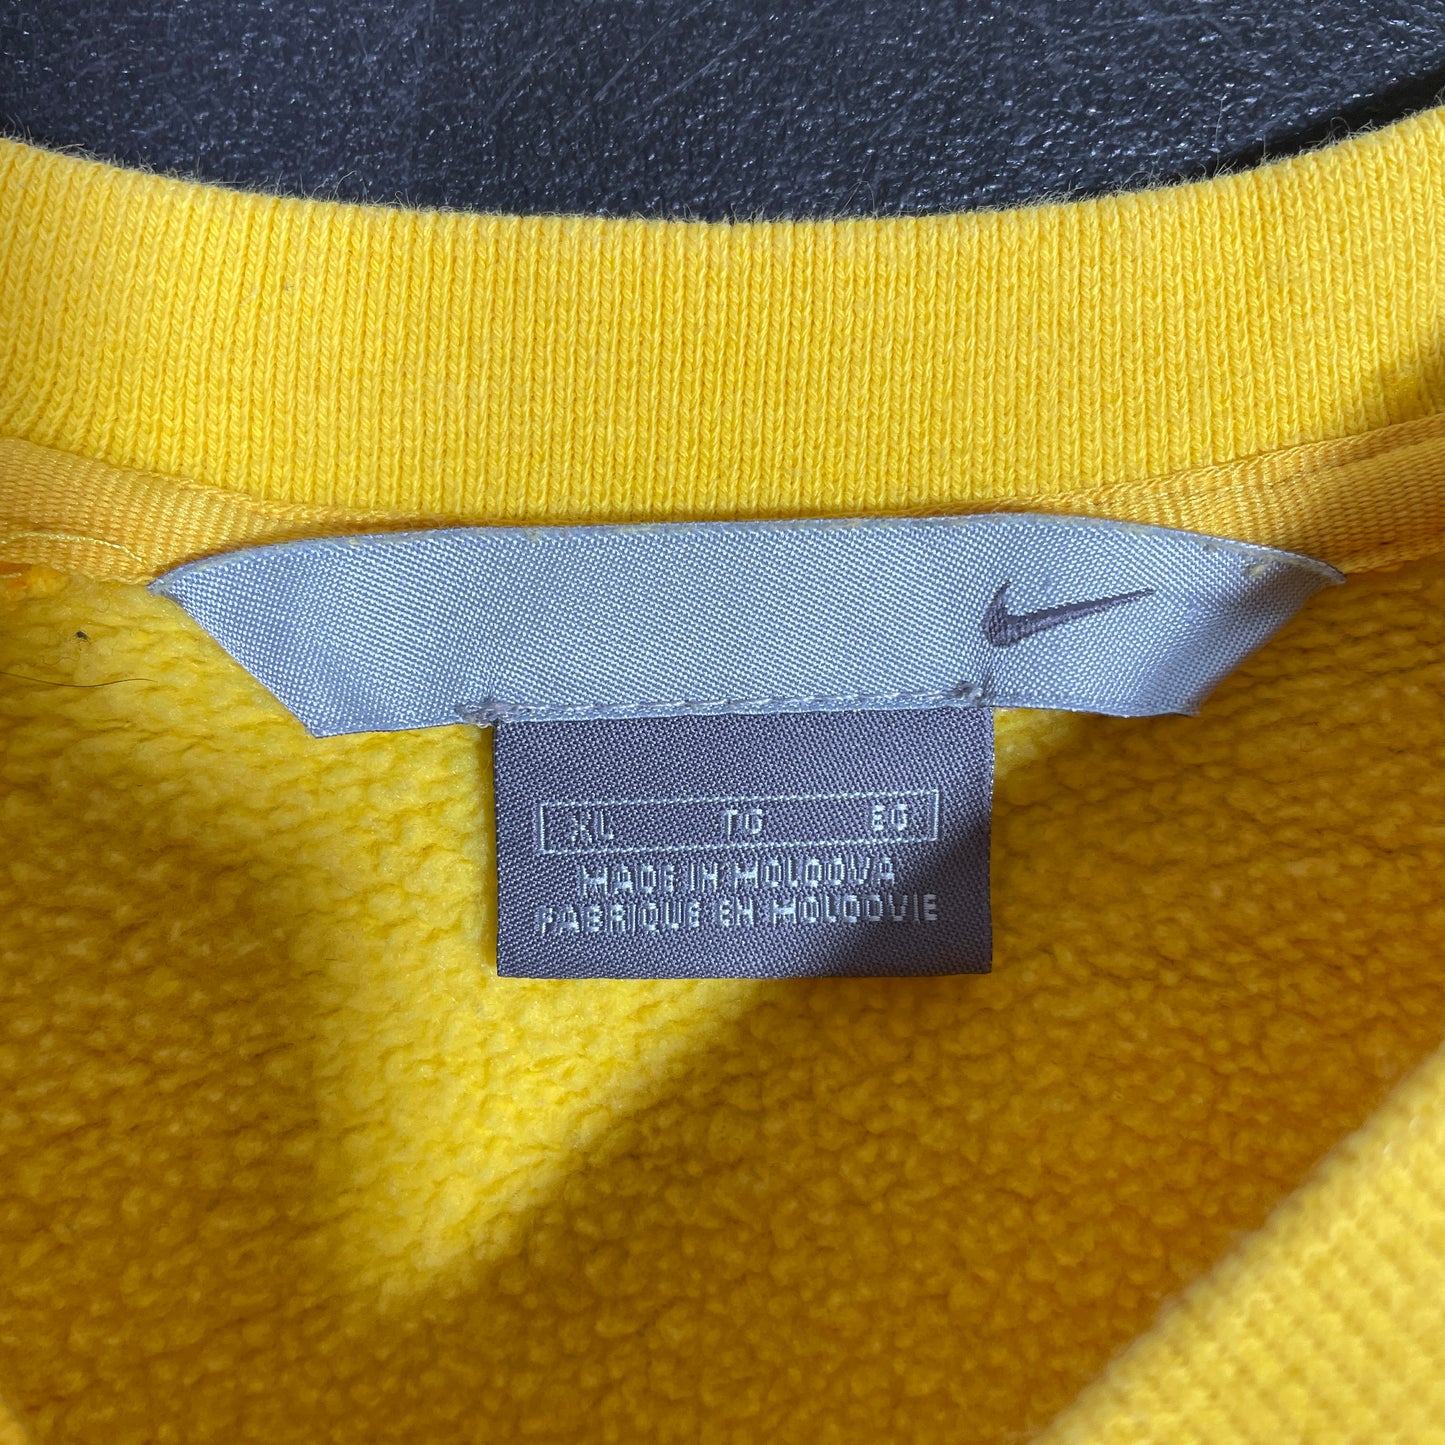 XL TG EG
MADE IN MOLDOVA
FABRIQUE EN MOLDOVIE